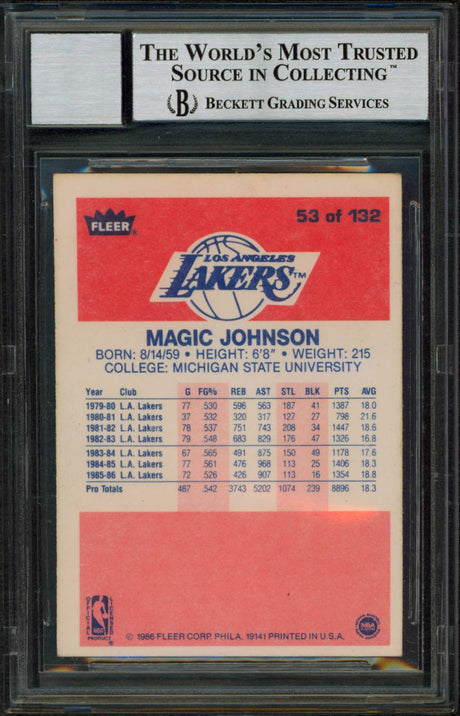 THE WORLD'S MOST TRUSTED
SOURCE IN COLLECTING™
B BECKETT GRADING SERVICES
FLEER
53 of 132
LOS ANGELES
LAKERS™
MAGIC JOHNSON
BORN: 8/14/59 • HEIGHT: 6'8" • WEIGHT: 215
COLLEGE: MICHIGAN STATE UNIVERSITY
Year Club G FG% REB AST STL BLK PTS AVG
1979-80 L.A. Lakers 77 .530 596 563 187 41 1387 18.0
1980-81 L.A. Lakers 37 .532 320 317 127 27 798 21.6
1981-82 L.A. Lakers 78 .537 751 743 208 34 1447 18.6
1982-83 L.A. Lakers 79 .548 683 829 176 47 1326 16.8
1983-84 L.A. Lakers 67 .565 491 875 150 49 1178 17.6
1984-85 L.A. Lakers 77 .561 476 968 113 25 1406 18.3
1985-86 L.A. Lakers 72 .526 426 907 113 16 1354 18.8
Pro Totals 487 .542 3743 5202 1074 239 8896 18.3
OFFICIAL LICENSED
NBA
PRODUCT
© 1986 FLEER CORP. PHILA. 19141 PRINTED IN U.S.A.
NBA